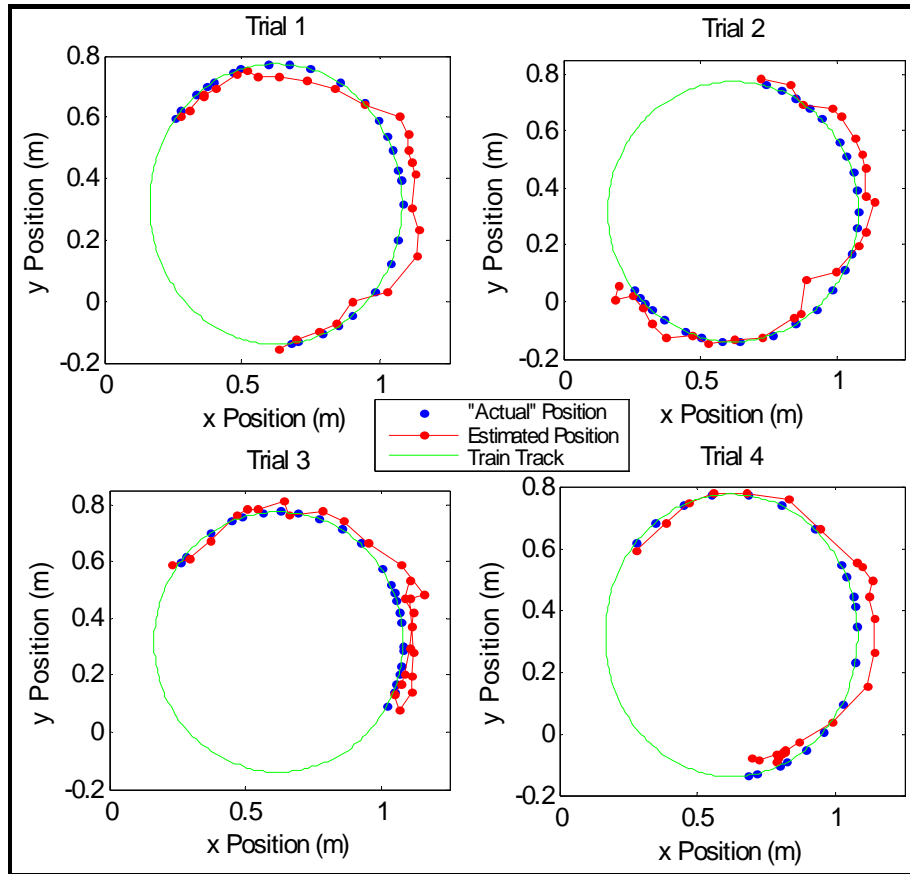 Trial 1
Trial 2
0.8
0.6
0.4
0.2
0
-0.2
y Position (m)
0
0.5
1
x Position (m)
0.8
0.6
0.4
0.2
0
-0.2
y Position (m)
0
0.5
1
x Position (m)
"Actual" Position
Estimated Position
Train Track
Trial 3
Trial 4
0.8
0.6
0.4
0.2
0
-0.2
y Position (m)
0
0.5
1
x Position (m)
0.8
0.6
0.4
0.2
0
-0.2
y Position (m)
0
0.5
1
x Position (m)